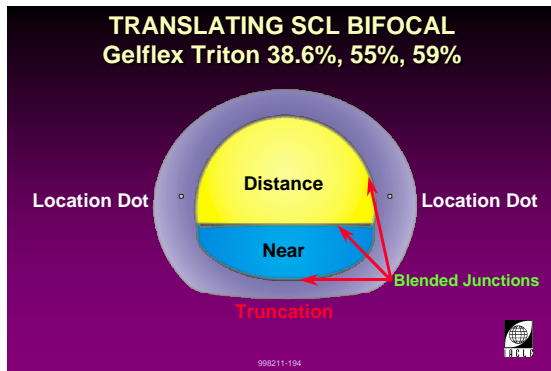 TRANSLATING SCL BIFOCAL
Gelflex Triton 38.6%, 55%, 59%
Distance
Location Dot
Location Dot
Near
Blended Junctions
Truncation
998211-194
IACLE